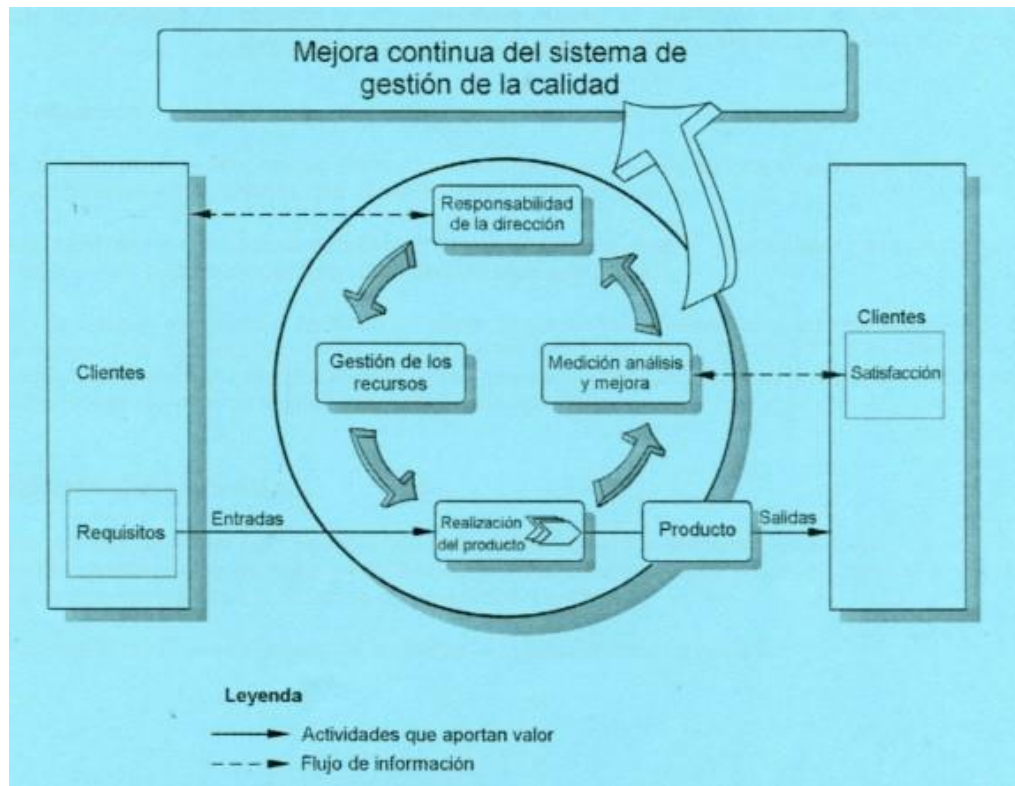 Mejora continua del sistema de
gestión de la calidad
Responsabilidad
de la dirección
Clientes
Gestión de los
recursos
Medición análisis
y mejora
Clientes
Satisfacción
Requisitos
Entradas
Realización
del producto
Producto
Salidas
Leyenda
Actividades que aportan valor
Flujo de información